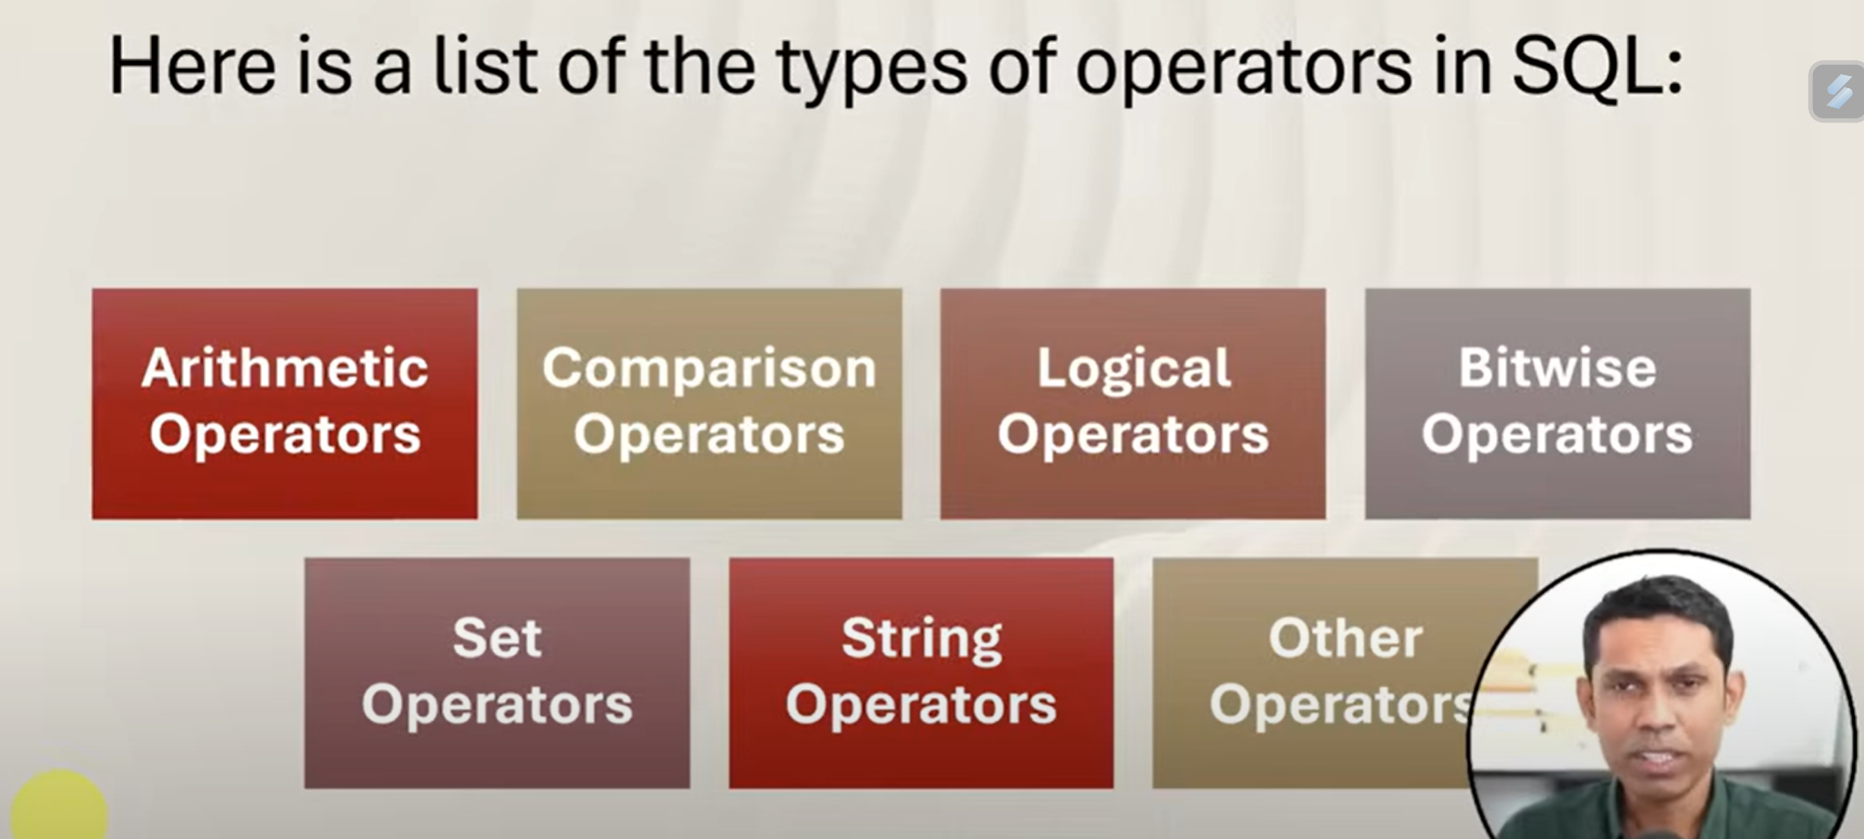 Here is a list of the types of operators in SQL:
Arithmetic
Operators
Comparison
Operators
Logical
Operators
Bitwise
Operators
Set
Operators
String
Operators
Other
Operators